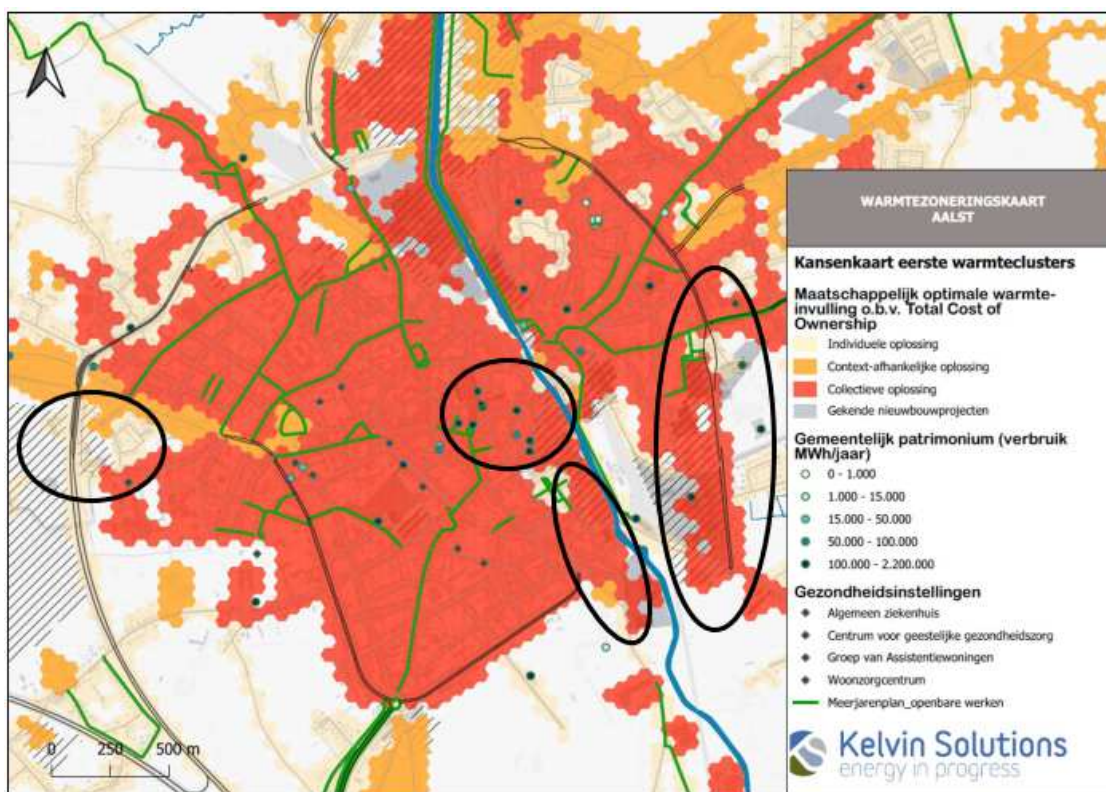 WARMTEZONERINGSKAART
AALST
Kansenkaart eerste warmteclusters
Maatschappelijk optimale warmte-
invulling o.b.v. Total Cost of
Ownership
Individuele oplossing
Context-afhankelijke oplossing
Collectieve oplossing
Gekende nieuwbouwprojecten
Gemeentelijk patrimonium (verbruik
MWh/jaar)
0 - 1.000
1.000 - 15.000
15.000 - 50.000
50.000 - 100.000
100.000 - 2.200.000
Gezondheidsinstellingen
Algemeen ziekenhuis
Centrum voor geestelijke gezondheidszorg
Groep van Assistentiewoningen
Woonzorgcentrum
Meerjarenplan_openbare werken
0 250 500 m
Kelvin Solutions
energy in progress